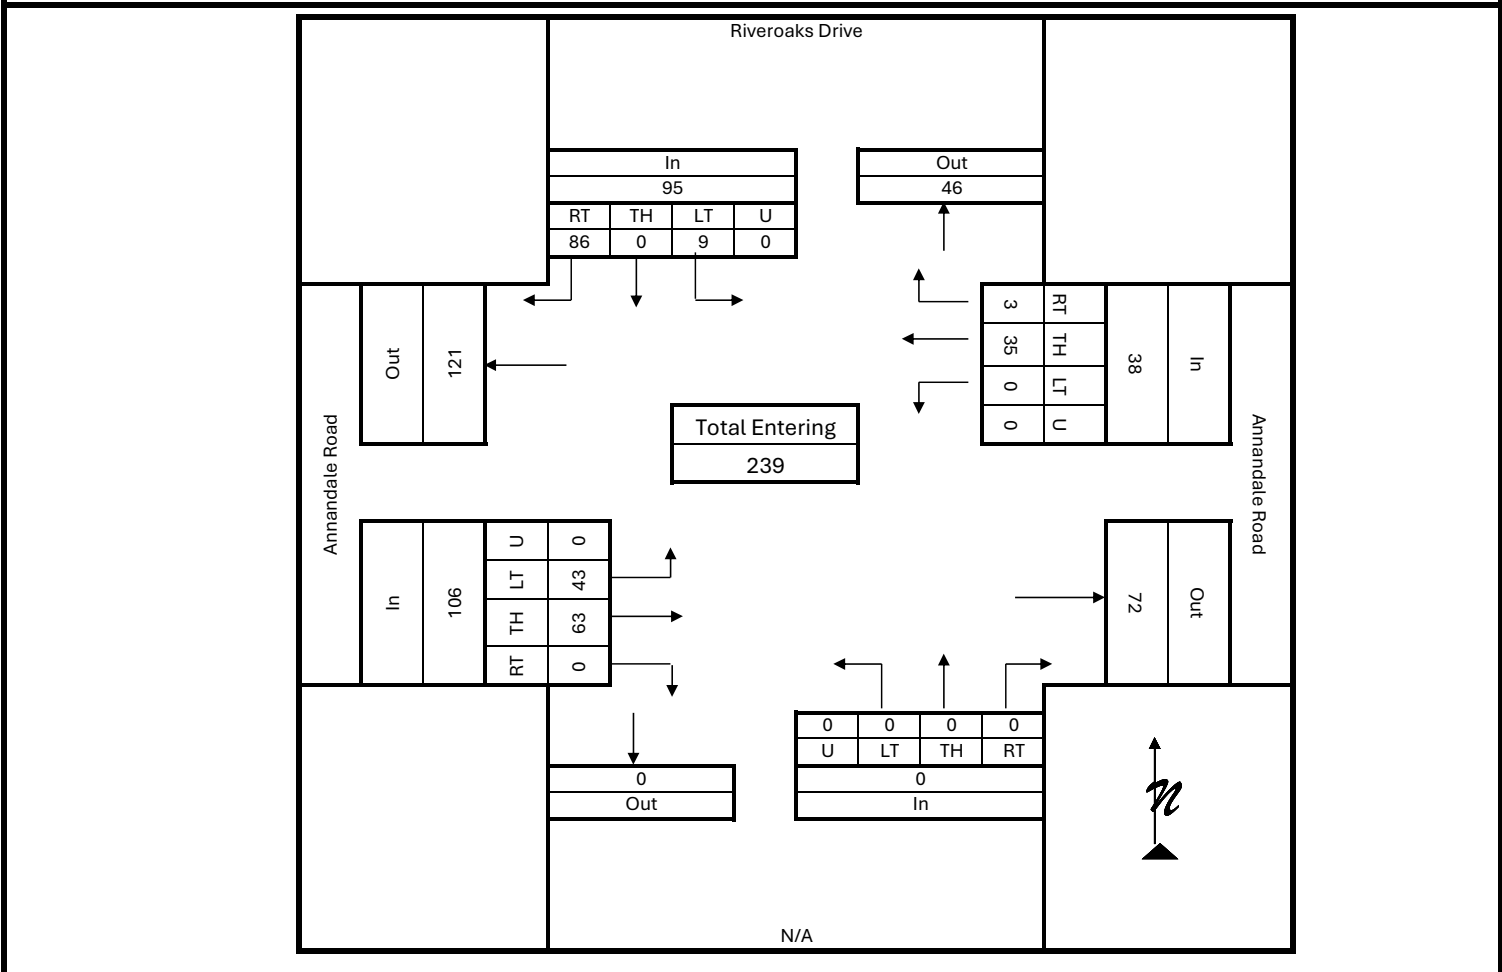 Riveroaks Drive
In
95
RT TH LT U
86 0 9 0
Out
46
Out
121
Annandale Road
RT 3
TH 35
LT 0
U 0
38
In
Annandale Road
Total Entering
239
In
106
U 0
LT 43
TH 63
RT 0
72
Out
0
Out
0 0 0 0
U LT TH RT
0
In
N
N/A